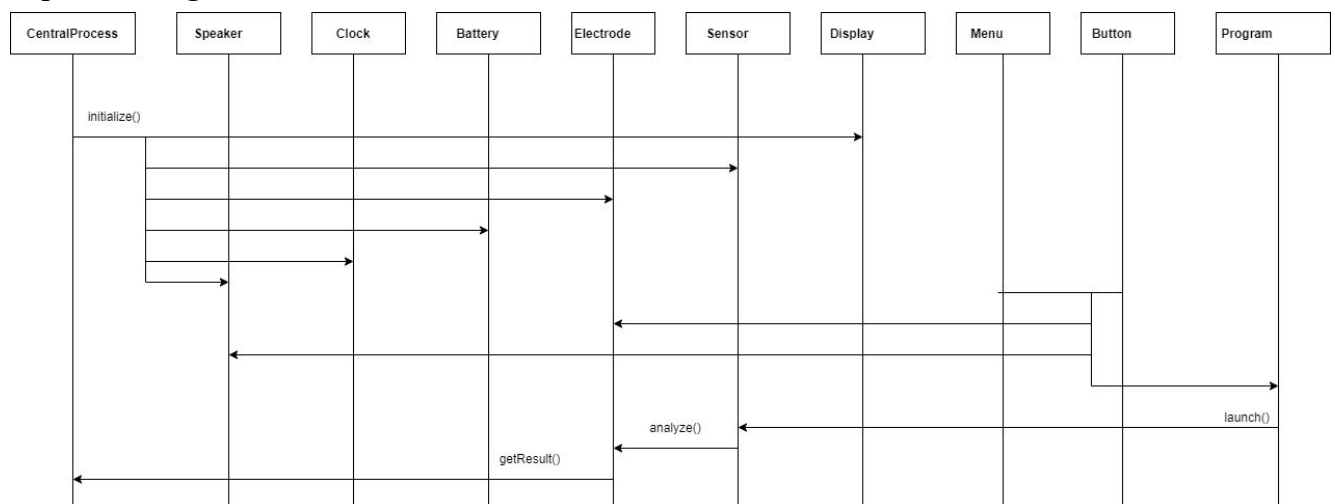 CentralProcess
Speaker
Clock
Battery
Electrode
Sensor
Display
Menu
Button
Program
initialize()
launch()
analyze()
getResult()